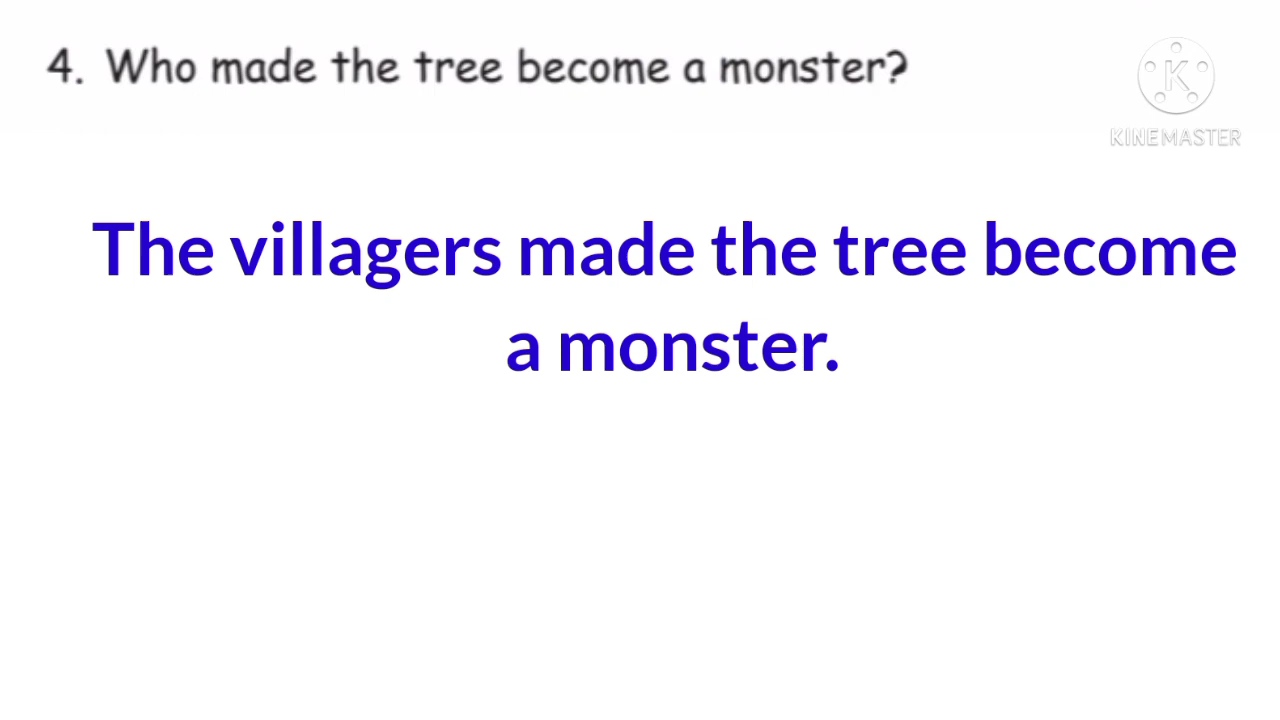 4. Who made the tree become a monster?
KINEMASTER
The villagers made the tree become
a monster.